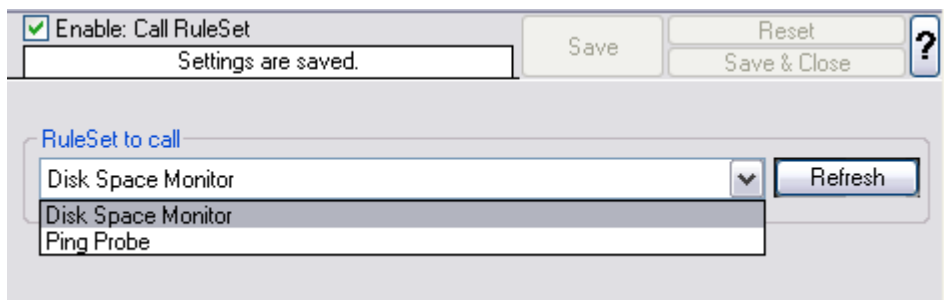 Enable: Call RuleSet
Settings are saved.
Save
Reset
Save & Close
?
RuleSet to call
Disk Space Monitor
Refresh
Disk Space Monitor
Ping Probe